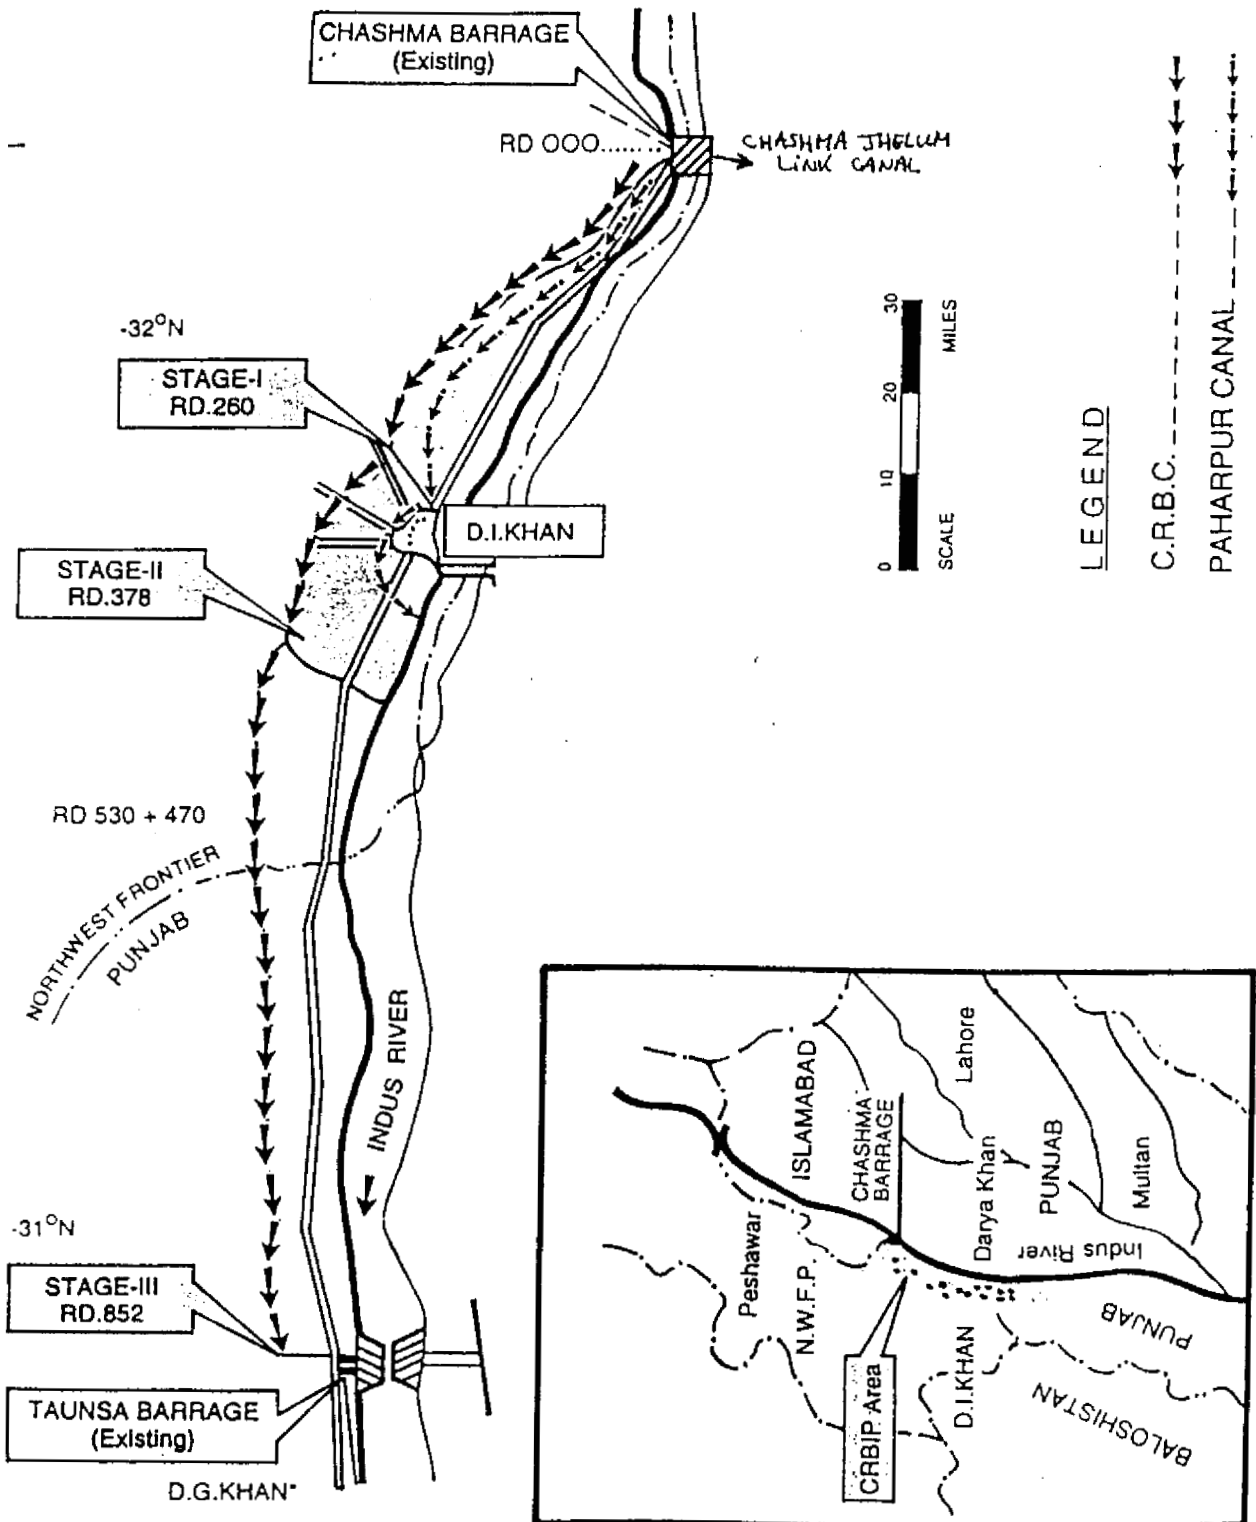 CHASHMA BARRAGE
(Existing)
RD OOO.......
CHASHMA JHELUM
LINK CANAL
-32°N
STAGE-I
RD.260
D.I.KHAN
STAGE-II
RD.378
RD 530 + 470
NORTHWEST FRONTIER
PUNJAB
INDUS RIVER
-31°N
STAGE-III
RD.852
TAUNSA BARRAGE
(Existing)
D.G.KHAN
0 10 20 30
SCALE MILES
LEGEND
C.R.B.C.
PAHARPUR CANAL
ISLAMABAD
CHASHMA
BARRAGE
Lahore
Peshawar
N.W.F.P.
Darya Khan
PUNJAB
Multan
Indus River
CRBIP Area
D.I.KHAN
PUNJAB
BALOSHISTAN